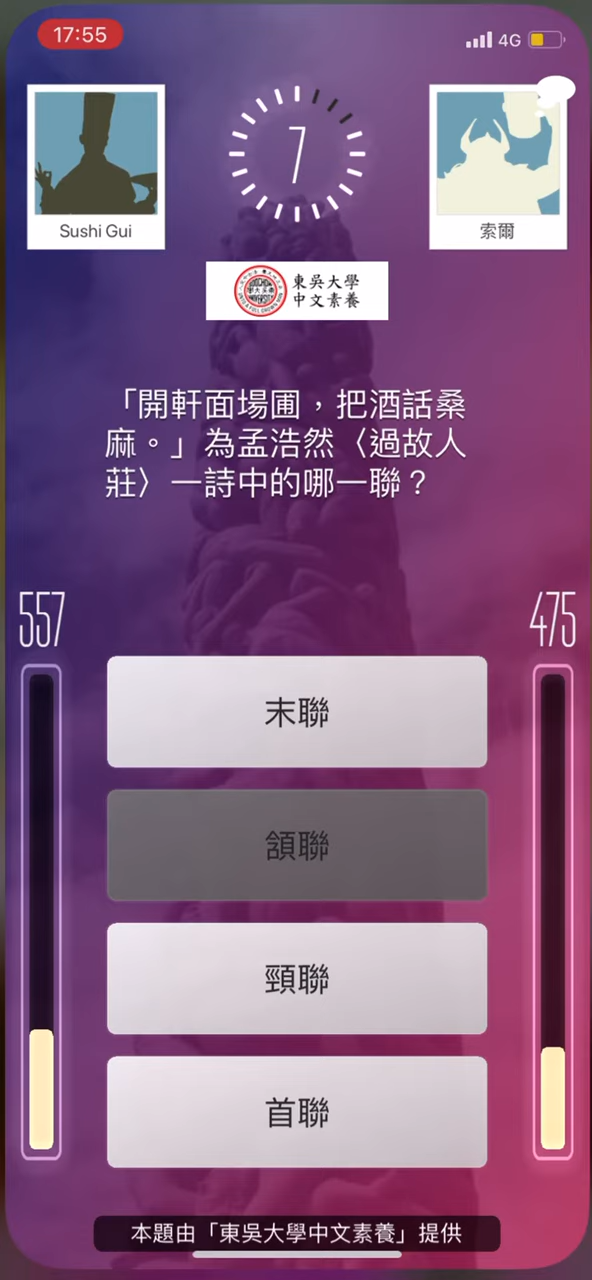 17:55
4G
7
Sushi Gui
索爾
東吳大學
中文素養
「開軒面場圃，把酒話桑
麻。」為孟浩然〈過故人
莊〉一詩中的哪一聯？
557
475
末聯
頷聯
頸聯
首聯
本題由「東吳大學中文素養」提供